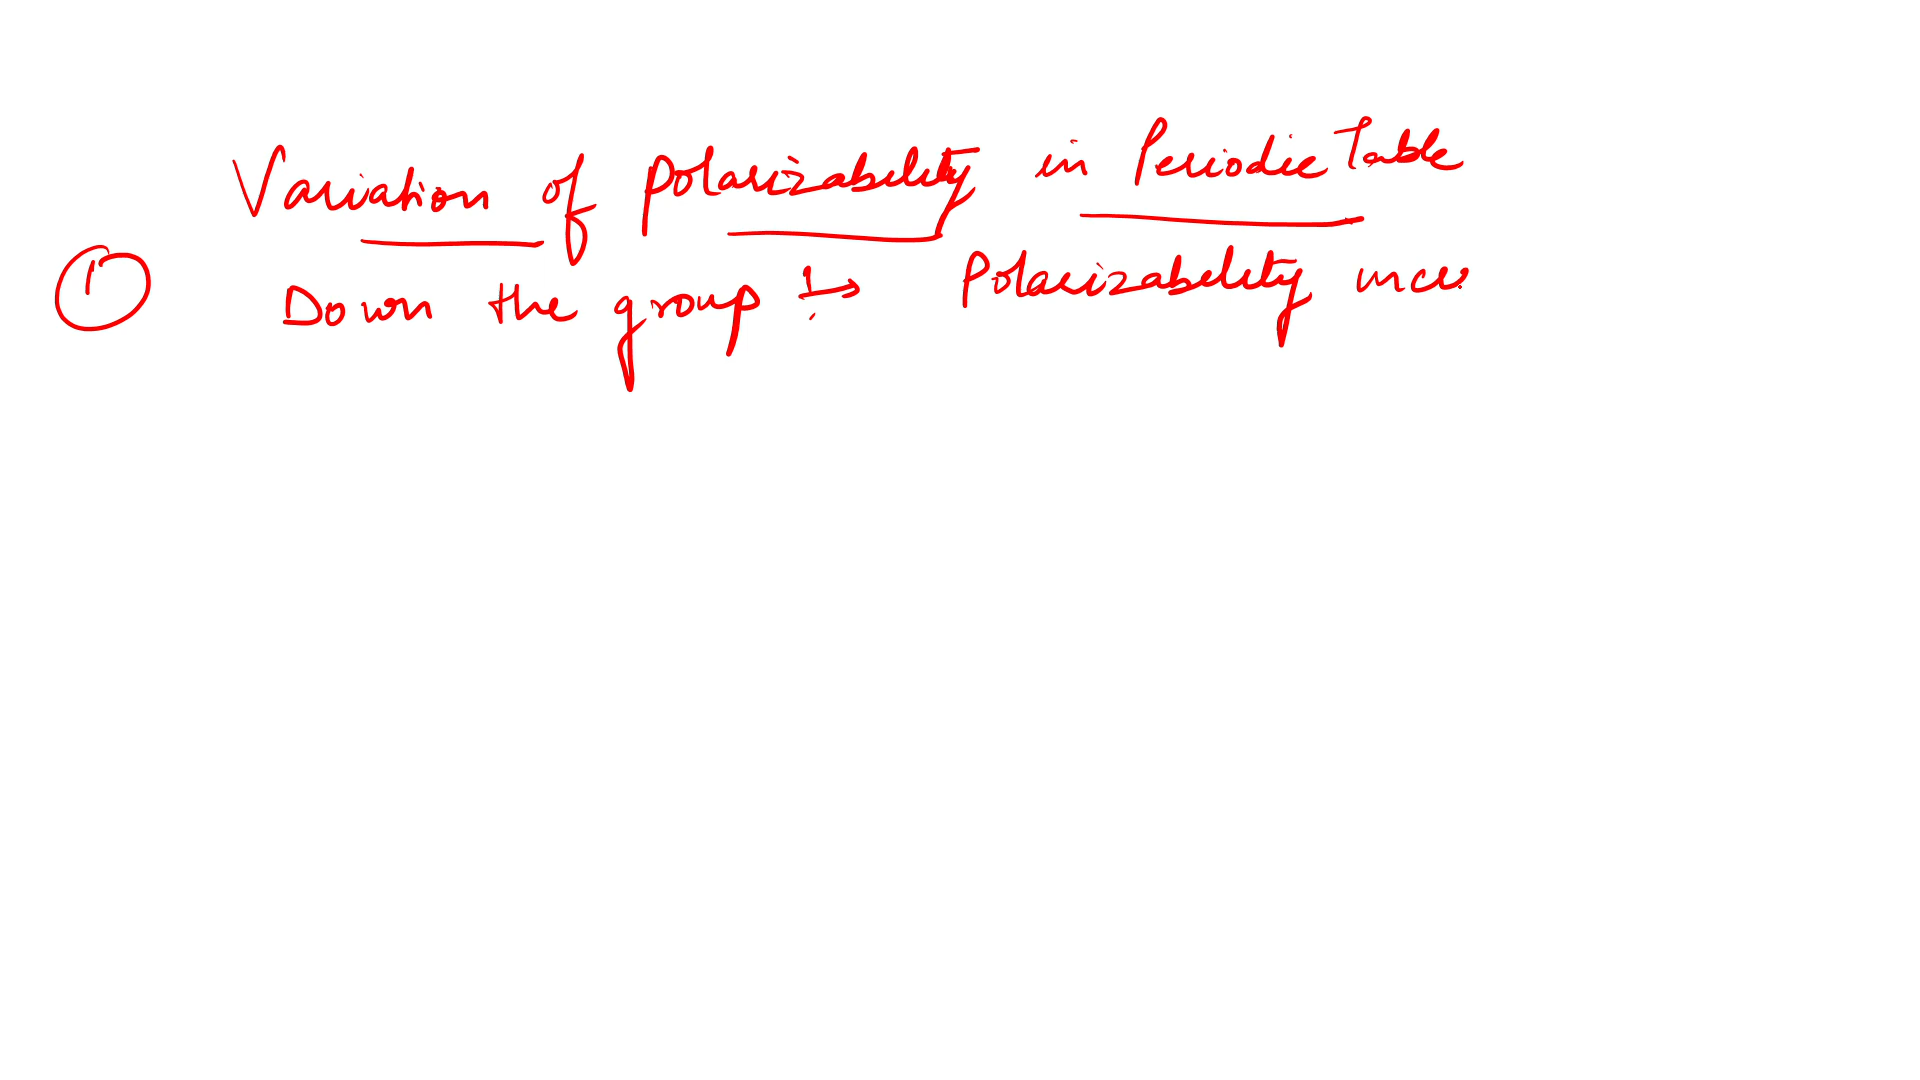 Variation of polarizability in Periodic Table
① Down the group :→ Polarizability incr